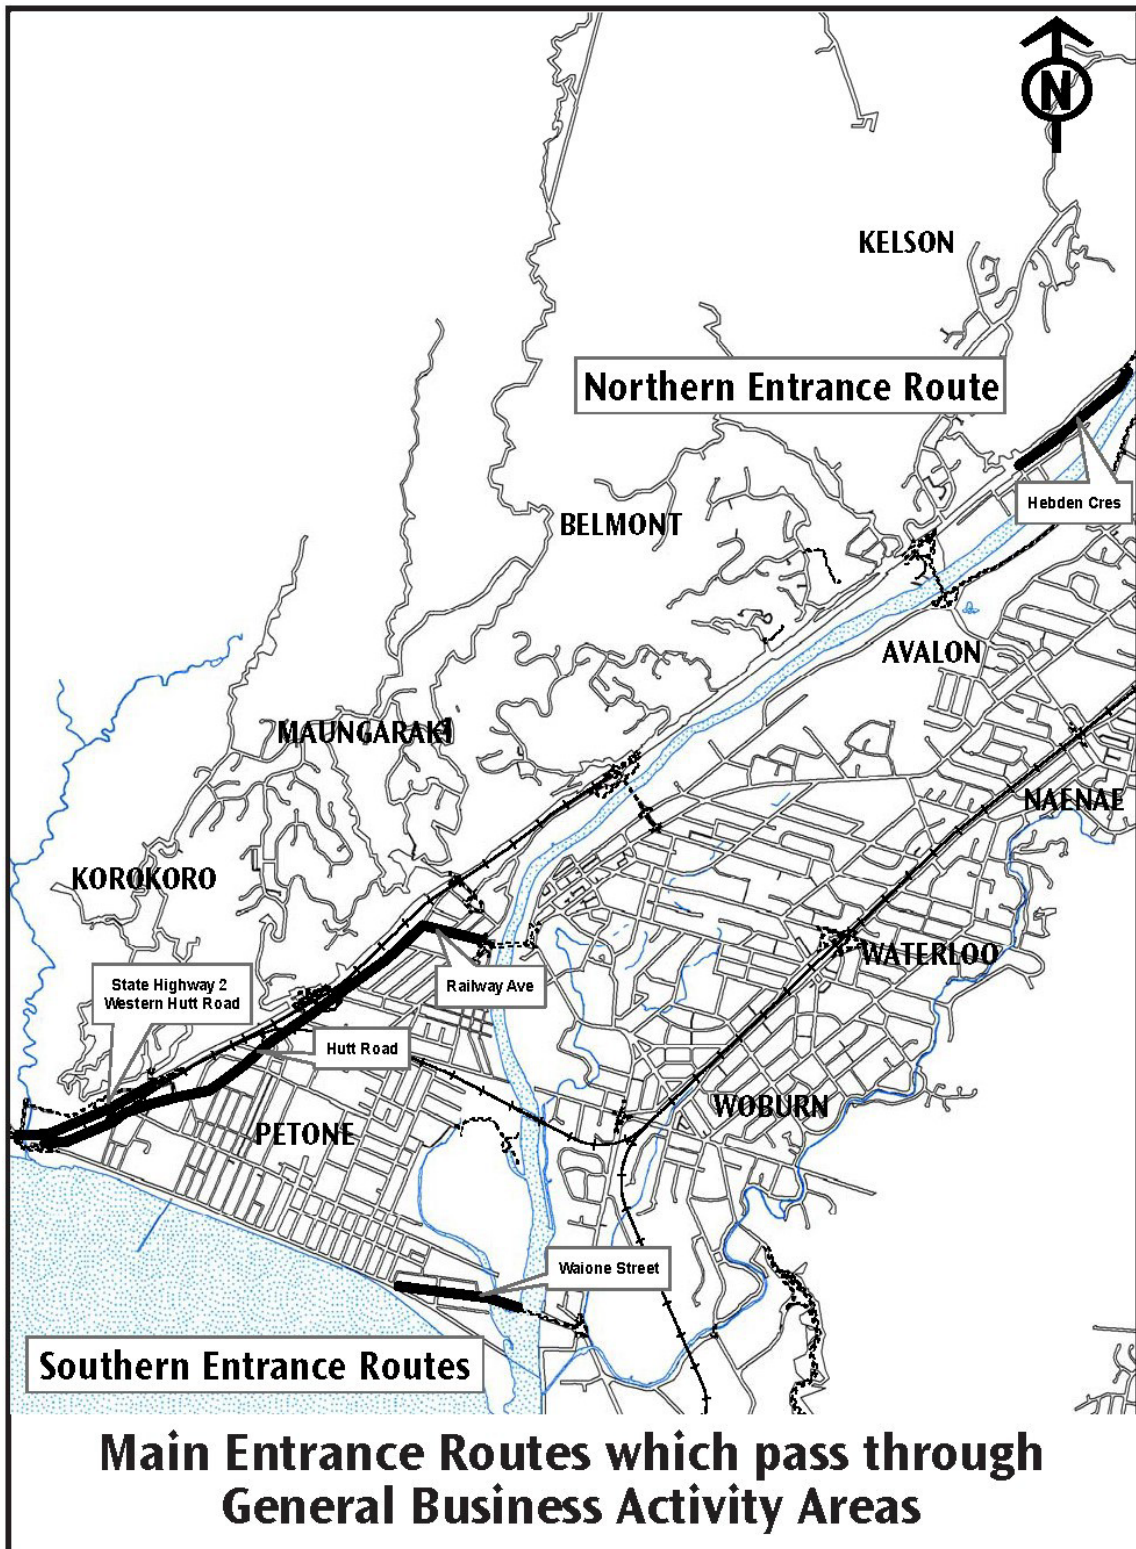 N
KELSON
Northern Entrance Route
Hebden Cres
BELMONT
AVALON
MAUNGARAKI
NAENAE
KOROKORO
WATERLOO
State Highway 2
Western Hutt Road
Railway Ave
Hutt Road
WOBURN
PETONE
Waione Street
Southern Entrance Routes
Main Entrance Routes which pass through
General Business Activity Areas